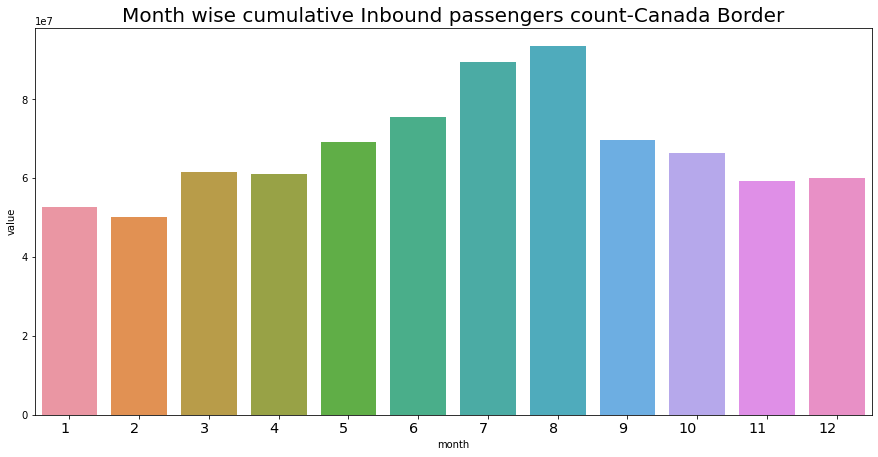 Month wise cumulative Inbound passengers count-Canada Border
1e7
8
6
4
2
0
value
1 2 3 4 5 6 7 8 9 10 11 12
month